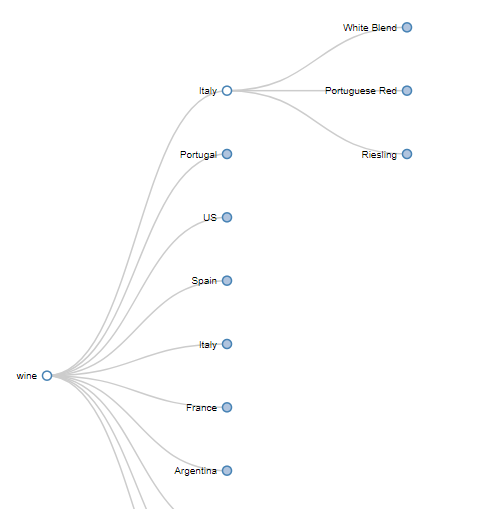 White Blend
Italy
Portuguese Red
Portugal
Riesling
US
Spain
Italy
wine
France
Argentina